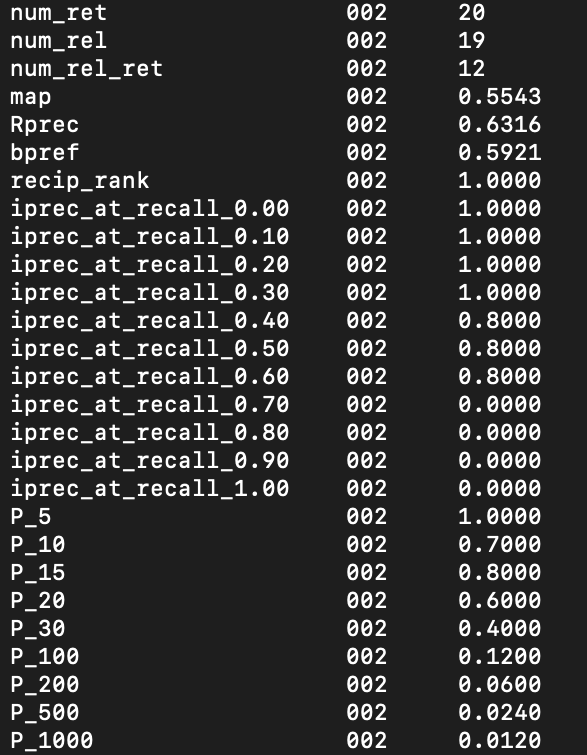 num_ret 002 20
num_rel 002 19
num_rel_ret 002 12
map 002 0.5543
Rprec 002 0.6316
bpref 002 0.5921
recip_rank 002 1.0000
iprec_at_recall_0.00 002 1.0000
iprec_at_recall_0.10 002 1.0000
iprec_at_recall_0.20 002 1.0000
iprec_at_recall_0.30 002 1.0000
iprec_at_recall_0.40 002 0.8000
iprec_at_recall_0.50 002 0.8000
iprec_at_recall_0.60 002 0.8000
iprec_at_recall_0.70 002 0.0000
iprec_at_recall_0.80 002 0.0000
iprec_at_recall_0.90 002 0.0000
iprec_at_recall_1.00 002 0.0000
P_5 002 1.0000
P_10 002 0.7000
P_15 002 0.8000
P_20 002 0.6000
P_30 002 0.4000
P_100 002 0.1200
P_200 002 0.0600
P_500 002 0.0240
P_1000 002 0.0120